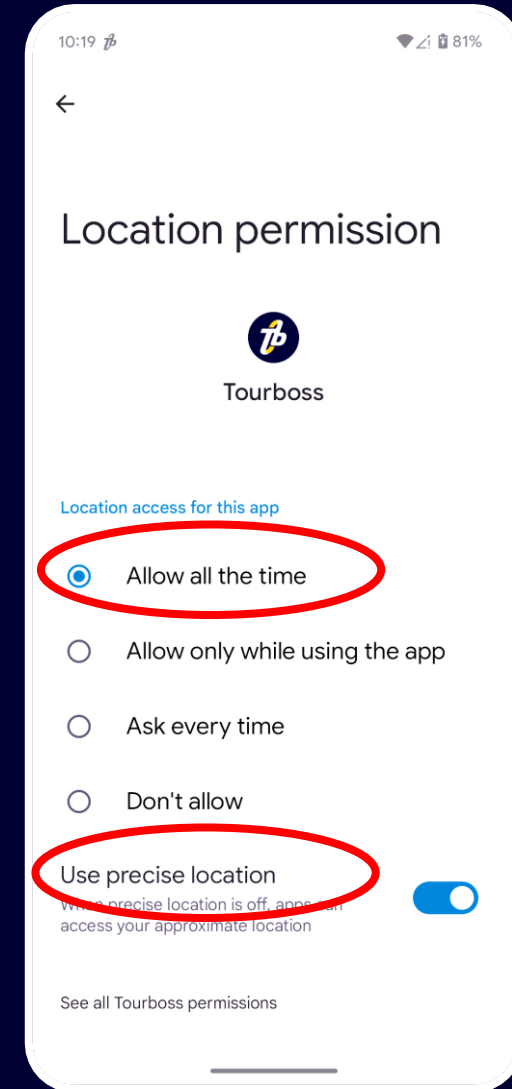 10:19
81%
Location permission
Tourboss
Location access for this app
Allow all the time
Allow only while using the app
Ask every time
Don't allow
Use precise location
When precise location is off, apps can
access your approximate location
See all Tourboss permissions